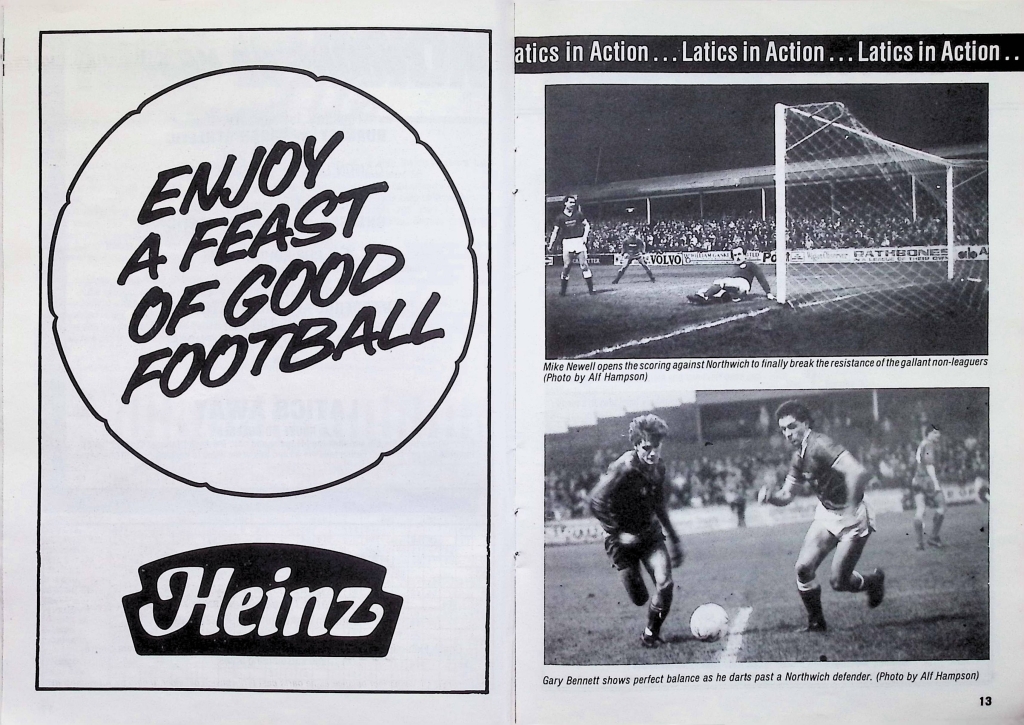 ENJOY
A FEAST
OF GOOD
FOOTBALL
Heinz
atics in Action... Latics in Action... Latics in Action..
VOLVO
RATHBONES
Mike Newell opens the scoring against Northwich to finally break the resistance of the gallant non-leaguers
(Photo by Alf Hampson)
Gary Bennett shows perfect balance as he darts past a Northwich defender. (Photo by Alf Hampson)
13